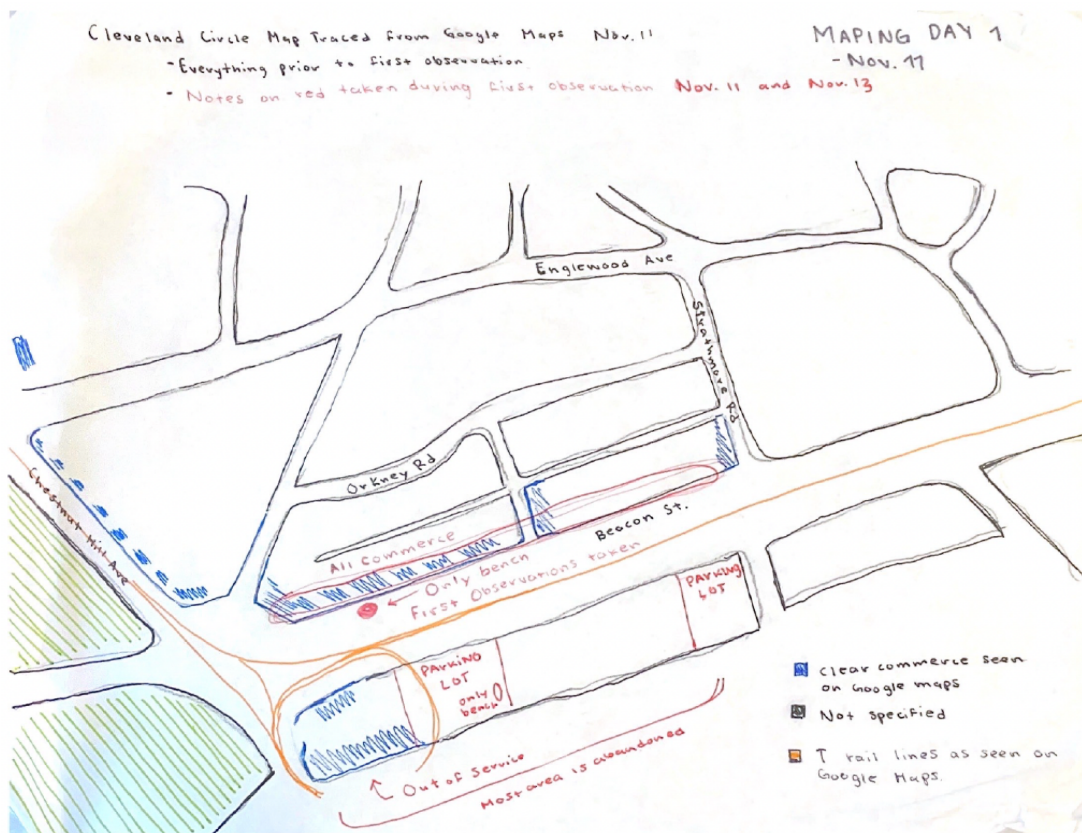 Cleveland Circle Map Traced from Google Maps Nov. 11
- Everything prior to first observation
- Notes on red taken during first observation Nov. 11 and Nov. 13
MAPING DAY 1
- Nov. 11
Englewood Ave
Strathmore Rd
Orkney Rd
Chestnut Hill Ave
Beacon St.
All commerce
← Only bench
First Observations taken
PARKING
LOT
PARKING
LOT
only
bench
Out of Service
Most area is abandoned
Clear commerce seen
on Google maps
Not specified
T rail lines as seen on
Google Maps.